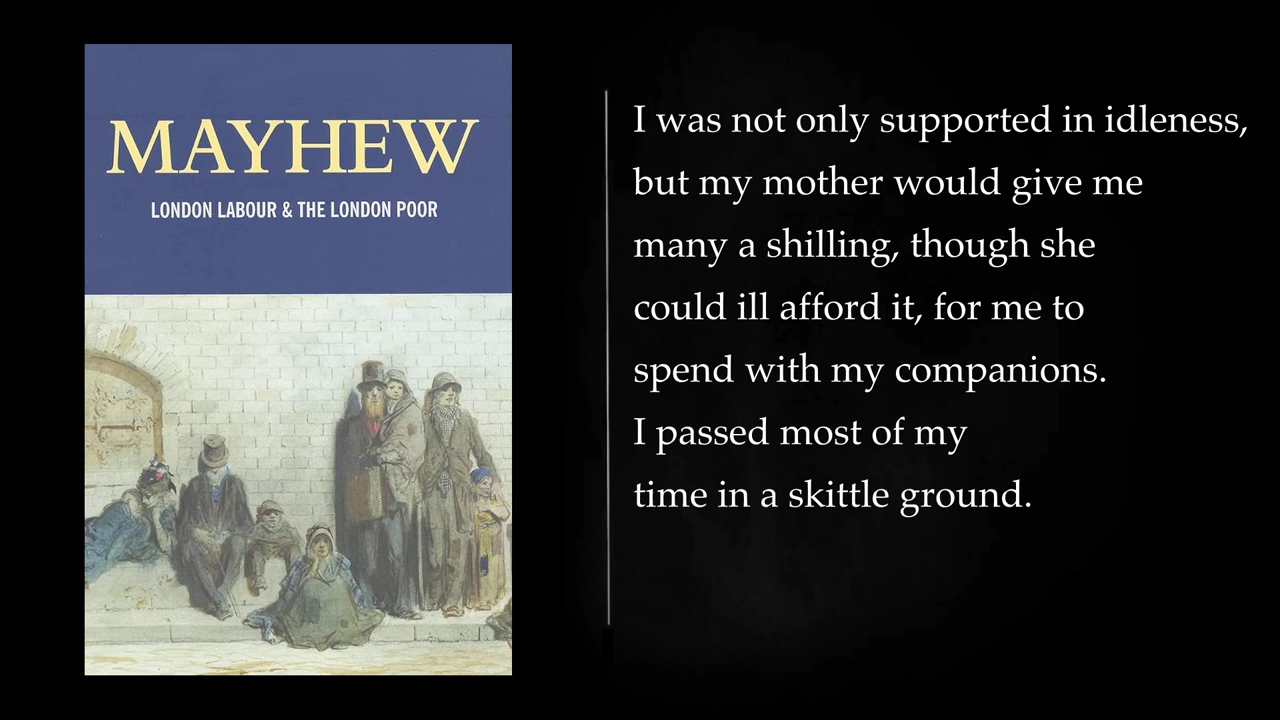 MAYHEW
LONDON LABOUR & THE LONDON POOR
I was not only supported in idleness,
but my mother would give me
many a shilling, though she
could ill afford it, for me to
spend with my companions.
I passed most of my
time in a skittle ground.